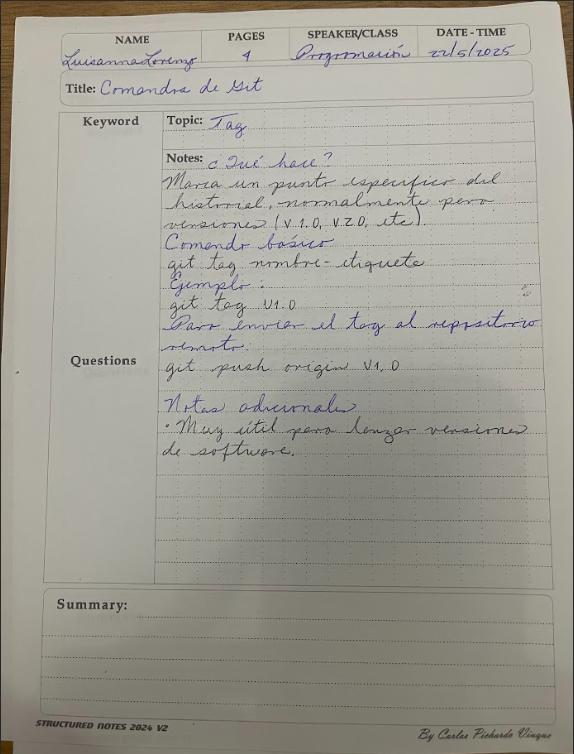 NAME PAGES SPEAKER/CLASS DATE - TIME
Luisanna Lorenzo 4 Programación 22/5/2025
Title: Comandos de Git
Keyword
Topic: Tag
Notes: ¿Qué hace?
Marca un punto especifico del
historial, normalmente para
versiones (v 1.0, v.2.0, etc).
Comando basico
git tag nombre-etiqueta
Ejemplo:
git tag V1.0
Para enviar el tag al repositorio
remoto:
Questions
git push origin V1.0
Notas adicionales
· Muy útil para lanzar versiones
de software.
Summary:
STRUCTURED NOTES 2024 V2
By Carlos Pichardo Viuque